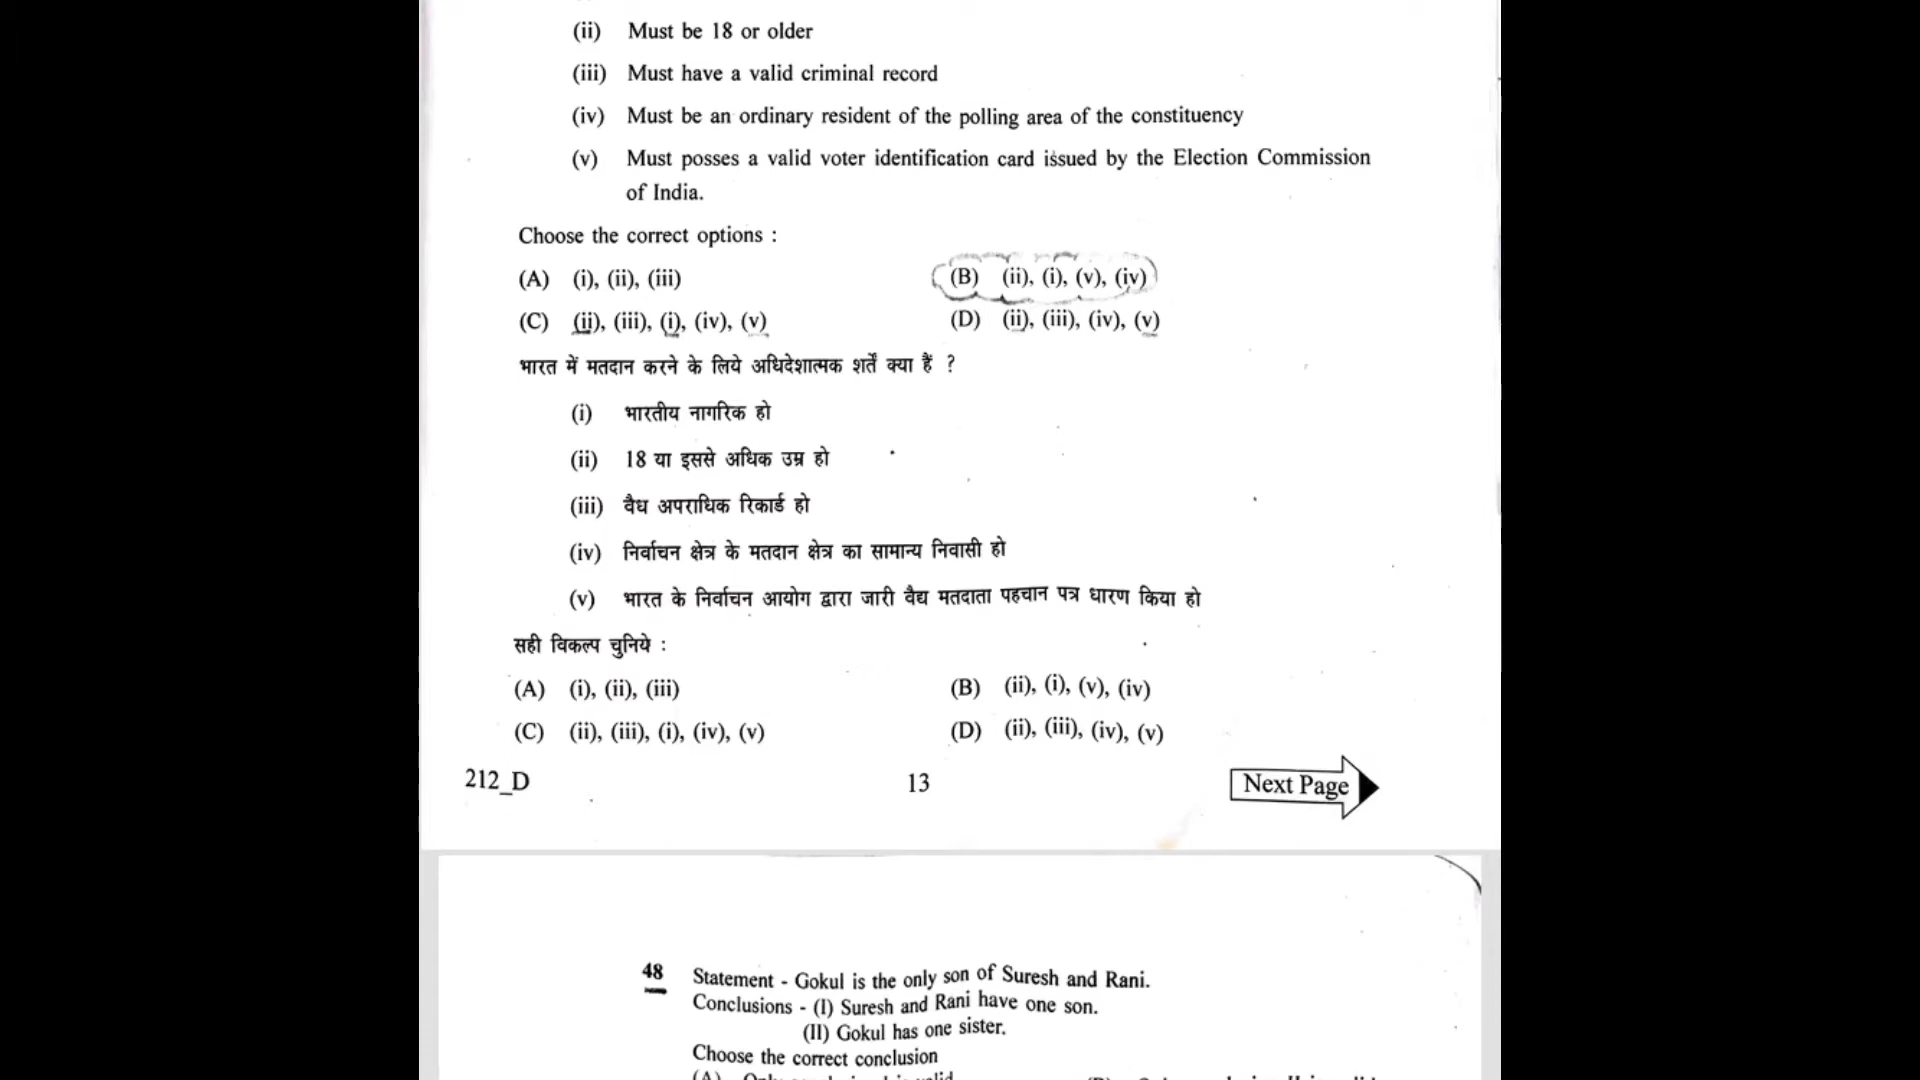 (ii) Must be 18 or older
(iii) Must have a valid criminal record
(iv) Must be an ordinary resident of the polling area of the constituency
(v) Must posses a valid voter identification card issued by the Election Commission
of India.
Choose the correct options :
(A) (i), (ii), (iii) (B) (ii), (i), (v), (iv)
(C) (ii), (iii), (i), (iv), (v) (D) (ii), (iii), (iv), (v)
भारत में मतदान करने के लिये अधिदेशात्मक शर्तें क्या हैं ?
(i) भारतीय नागरिक हो
(ii) 18 या इससे अधिक उम्र हो
(iii) वैध अपराधिक रिकार्ड हो
(iv) निर्वाचन क्षेत्र के मतदान क्षेत्र का सामान्य निवासी हो
(v) भारत के निर्वाचन आयोग द्वारा जारी वैद्य मतदाता पहचान पत्र धारण किया हो
सही विकल्प चुनिये :
(A) (i), (ii), (iii) (B) (ii), (i), (v), (iv)
(C) (ii), (iii), (i), (iv), (v) (D) (ii), (iii), (iv), (v)
212_D 13 Next Page
48 Statement - Gokul is the only son of Suresh and Rani.
Conclusions - (I) Suresh and Rani have one son.
(II) Gokul has one sister.
Choose the correct conclusion